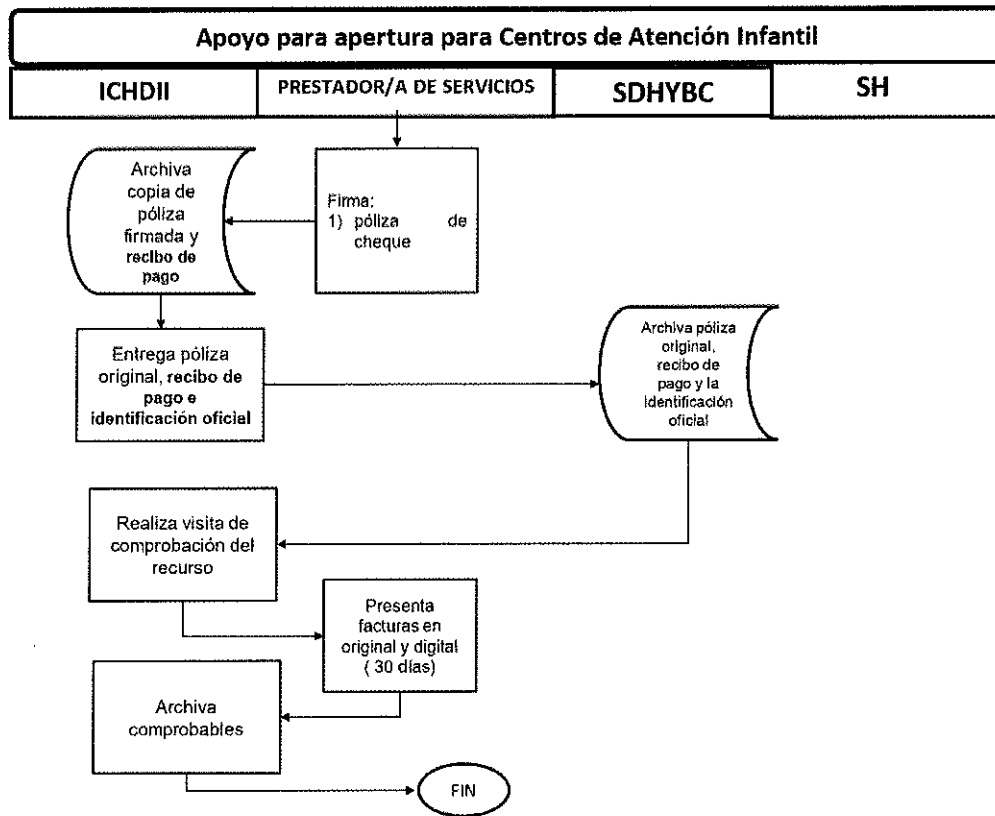 Apoyo para apertura para Centros de Atención Infantil
ICHDII
PRESTADOR/A DE SERVICIOS
SDHYBC
SH
Archiva
copia de
póliza
firmada y
recibo de
pago
Firma:
1) póliza de
cheque
Entrega póliza
original, recibo de
pago e
identificación oficial
Archiva póliza
original,
recibo de
pago y la
identificación
oficial
Realiza visita de
comprobación del
recurso
Presenta
facturas en
original y digital
( 30 días)
Archiva
comprobables
FIN